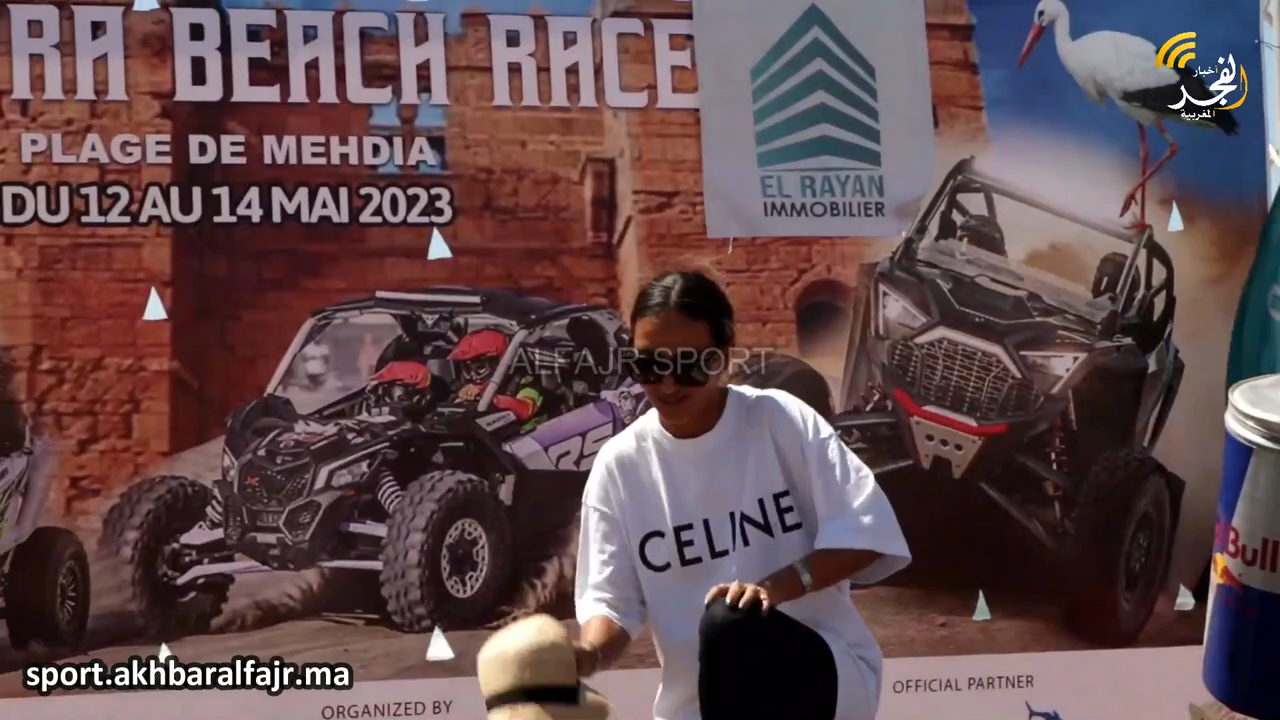 RA BEACH RACE
PLAGE DE MEHDIA
DU 12 AU 14 MAI 2023
EL RAYAN
IMMOBILIER
أخبار
الفجر
المغربية
ALFAJR SPORT
RS
CELINE
Bull
sport.akhbaralfajr.ma
ORGANIZED BY
OFFICIAL PARTNER